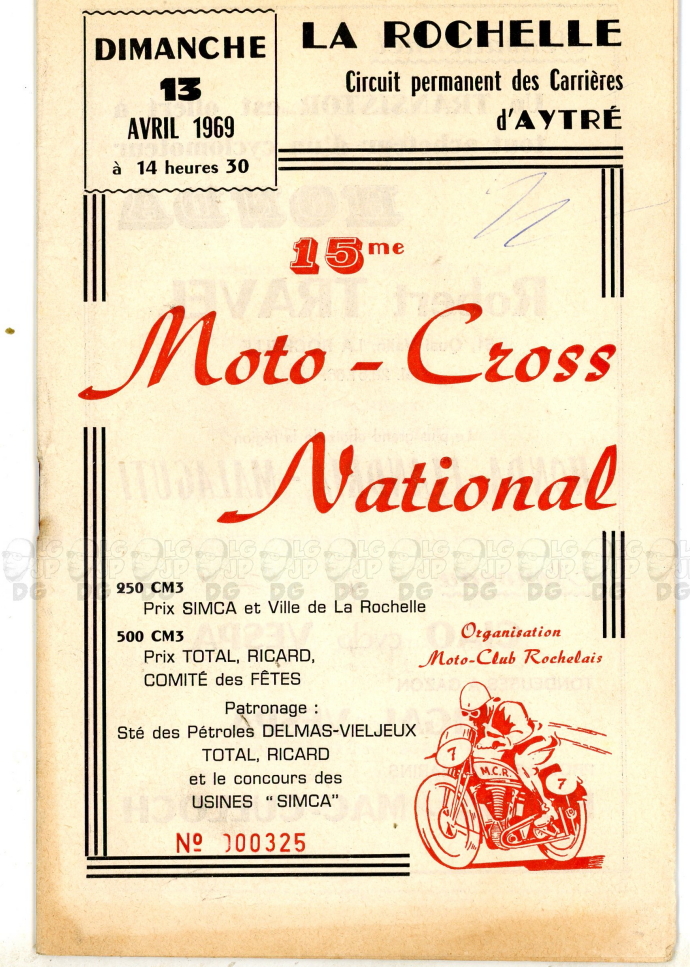 DIMANCHE
13
AVRIL 1969
à 14 heures 30
LA ROCHELLE
Circuit permanent des Carrières
d'AYTRÉ
15me
Moto - Cross
National
250 CM3
Prix SIMCA et Ville de La Rochelle
500 CM3
Prix TOTAL, RICARD,
COMITÉ des FÊTES
Patronage :
Sté des Pétroles DELMAS-VIELJEUX
TOTAL, RICARD
et le concours des
USINES "SIMCA"
Nº 000325
Organisation
Moto-Club Rochelais
7
M.C.R.
7